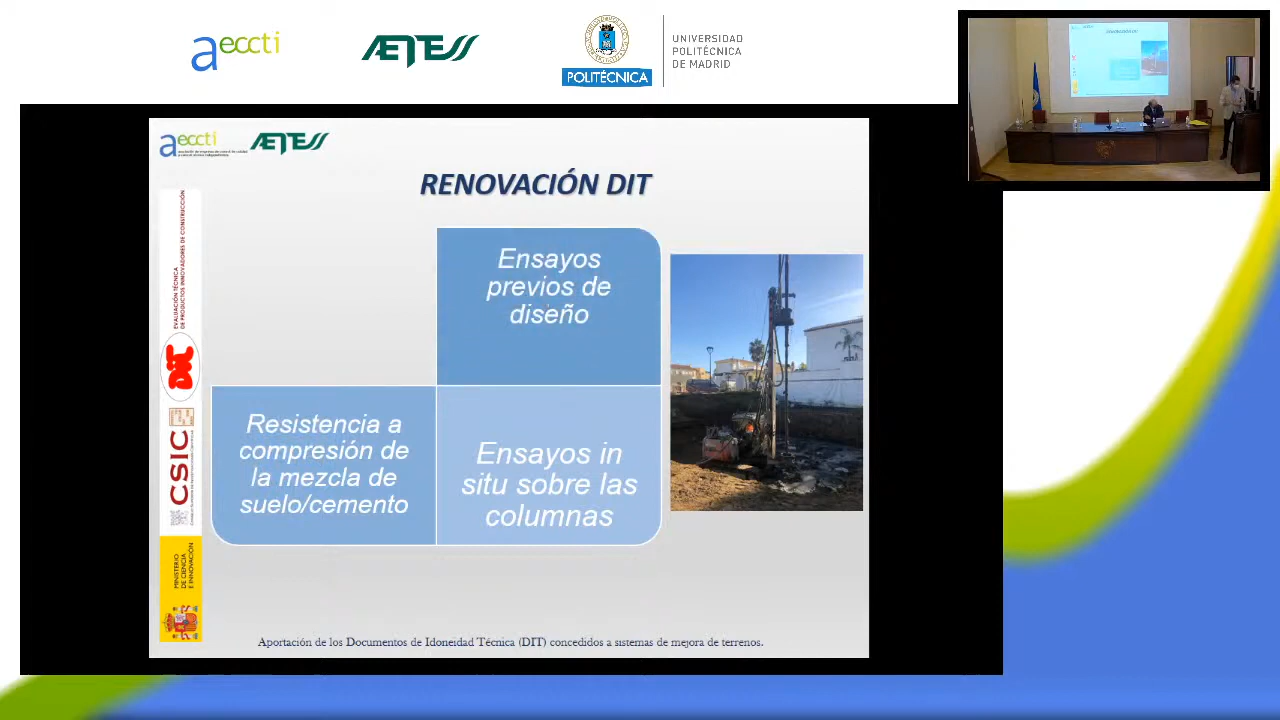 aeccti
AETESS
POLITÉCNICA
UNIVERSIDAD
POLITÉCNICA
DE MADRID
aeccti
AETESS
RENOVACIÓN DIT
EVALUACIÓN TÉCNICA
DE PRODUCTOS INNOVADORES DE CONSTRUCCIÓN
DIT
CSIC
MINISTERIO
DE CIENCIA
E INNOVACIÓN
Ensayos
previos de
diseño
Resistencia a
compresión de
la mezcla de
suelo/cemento
Ensayos in
situ sobre las
columnas
Aportación de los Documentos de Idoneidad Técnica (DIT) concedidos a sistemas de mejora de terrenos.